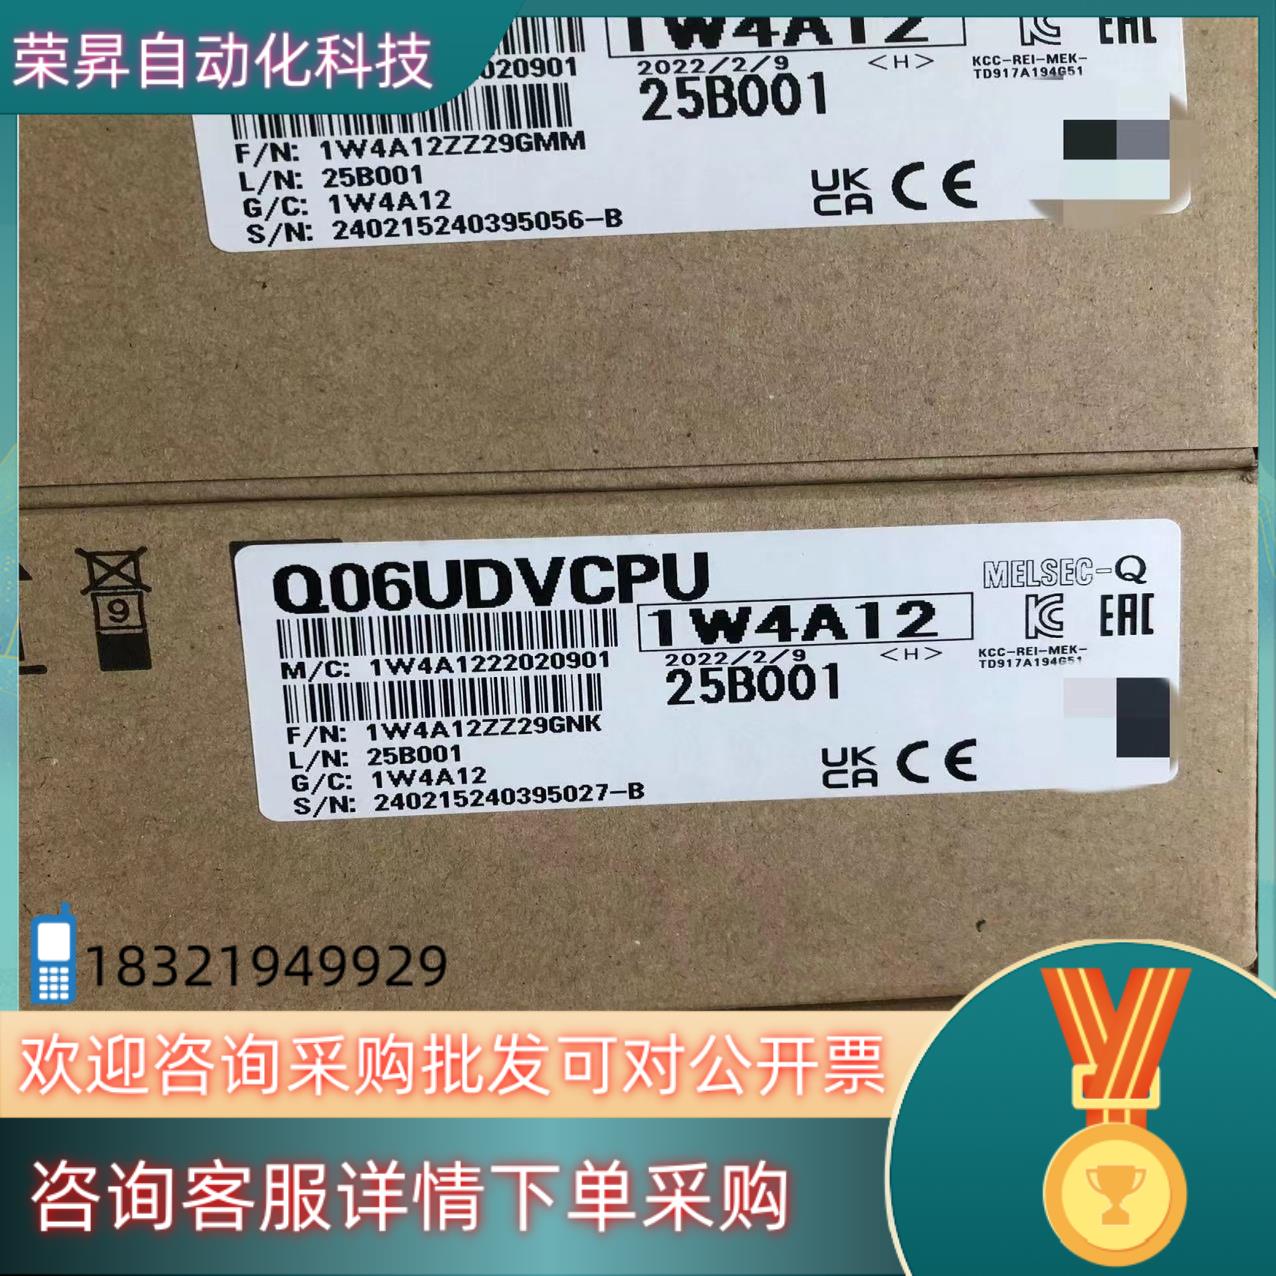 荣昇自动化科技
020901
1W4A12
2022/2/9
<H>
KCC-REI-MEK-
TD917A194G51
25B001
EAC
F/N: 1W4A12ZZ29GMM
L/N: 25B001
G/C: 1W4A12
S/N: 240215240395056-B
UK
CA
CE
Q06UDVCPU
MELSEC-Q
1W4A12
EAC
M/C: 1W4A1222020901
2022/2/9
<H>
KCC-REI-MEK-
TD917A194G51
25B001
F/N: 1W4A12ZZ29GNK
L/N: 25B001
G/C: 1W4A12
S/N: 240215240395027-B
UK
CA
CE
9
18321949929
欢迎咨询采购批发可对公开票
咨询客服详情下单采购